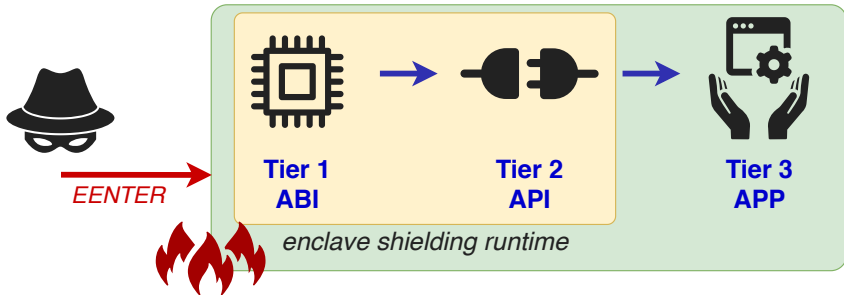 EENTER
Tier 1
ABI
Tier 2
API
Tier 3
APP
enclave shielding runtime